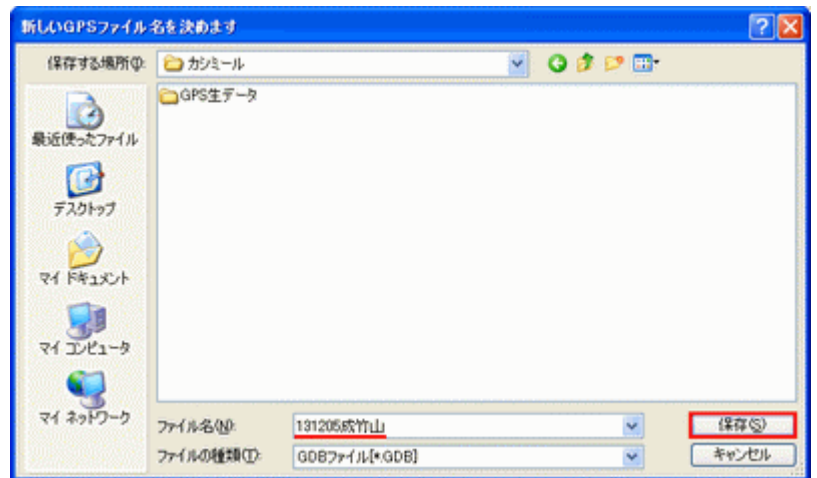 新しいGPSファイル名を決めます
保存する場所(I):
カシミール
GPS生データ
最近使ったファイル
デスクトップ
マイ ドキュメント
マイ コンピュータ
マイ ネットワーク
ファイル名(N):
131205成竹山
保存(S)
ファイルの種類(T):
GDBファイル[*.GDB]
キャンセル